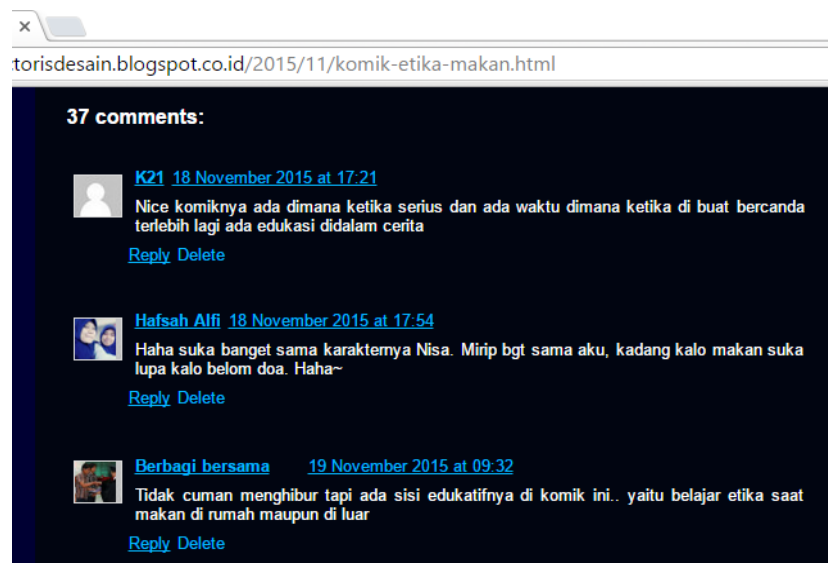 torisdesain.blogspot.co.id/2015/11/komik-etika-makan.html
37 comments:
K21 18 November 2015 at 17:21
Nice komiknya ada dimana ketika serius dan ada waktu dimana ketika di buat bercanda
terlebih lagi ada edukasi didalam cerita
Reply Delete
Hafsah Alfi 18 November 2015 at 17:54
Haha suka banget sama karakternya Nisa. Mirip bgt sama aku, kadang kalo makan suka
lupa kalo belom doa. Haha~
Reply Delete
Berbagi bersama 19 November 2015 at 09:32
Tidak cuman menghibur tapi ada sisi edukatifnya di komik ini.. yaitu belajar etika saat
makan di rumah maupun di luar
Reply Delete